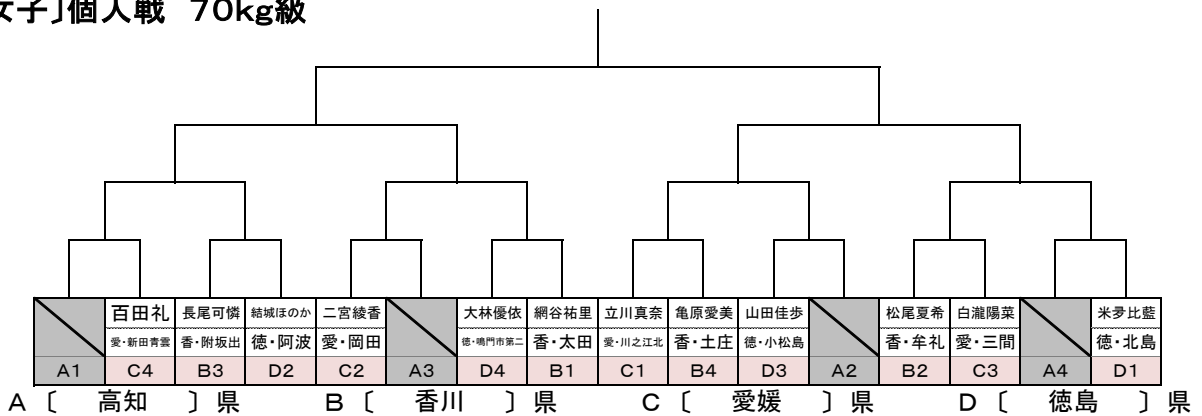 女子］個人戦　70kg級
百田礼 長尾可憐 結城ほのか 二宮綾香 大林優依 網谷祐里 立川真奈 亀原愛美 山田佳歩 松尾夏希 白瀧陽菜 米夛比藍
愛・新田青雲 香・附坂出 徳・阿波 愛・岡田 徳・鳴門市第二 香・太田 愛・川之江北 香・土庄 徳・小松島 香・牟礼 愛・三間 徳・北島
A1 C4 B3 D2 C2 A3 D4 B1 C1 B4 D3 A2 B2 C3 A4 D1
A 〔 高知 〕県 B 〔 香川 〕県 C 〔 愛媛 〕県 D 〔 徳島 〕県